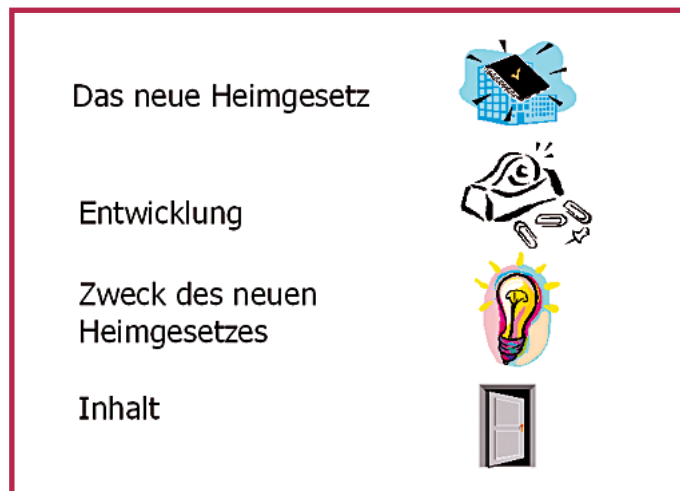 Das neue Heimgesetz
Entwicklung
Zweck des neuen
Heimgesetzes
Inhalt